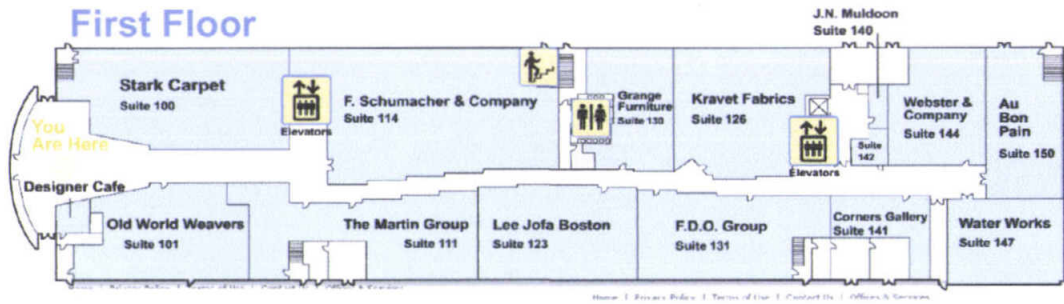 First Floor
J.N. Muldoon
Suite 140
Stark Carpet
Suite 100
Elevators
F. Schumacher & Company
Suite 114
Grange
Furniture
Suite 130
Kravet Fabrics
Suite 126
Elevators
Suite
142
Webster &
Company
Suite 144
Au
Bon
Pain
Suite 150
You
Are Here
Designer Cafe
Old World Weavers
Suite 101
The Martin Group
Suite 111
Lee Jofa Boston
Suite 123
F.D.O. Group
Suite 131
Corners Gallery
Suite 141
Water Works
Suite 147
Home | Privacy Policy | Terms of Use | Contact Us | Offices & Services